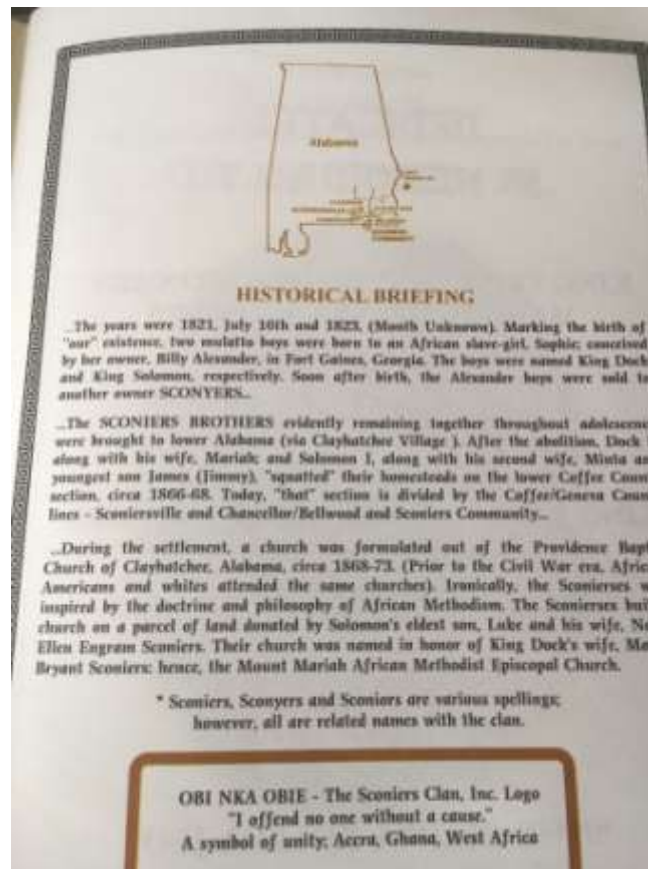 Alabama
HISTORICAL BRIEFING
...The years were 1821, July 10th and 1823, (Month Unknown). Marking the birth of
"our" existence, two mulatto boys were born to an African slave-girl, Sophie; conceived
by her owner, Billy Alexander, in Fort Gaines, Georgia. The boys were named King Dock
and King Solomon, respectively. Soon after birth, the Alexander boys were sold to
another owner SCONYERS...
...The SCONIERS BROTHERS evidently remaining together throughout adolescence
were brought to lower Alabama (via Clayhatchee Village ). After the abolition, Dock
along with his wife, Mariah; and Solomon I, along with his second wife, Minta
youngest son James (Jimmy), "squatted" their homesteads on the lower Coffee
section, circa 1866-68. Today, "that" section is divided by the Coffee/Geneva
lines - Sconiersville and Chancellor/Bellwood and Sconiers Community...
...During the settlement, a church was formulated out of the Providence
Church of Clayhatchee, Alabama, circa 1868-73. (Prior to the Civil War era,
Americans and whites attended the same churches). Ironically, the Sconierses
inspired by the doctrine and philosophy of African Methodism. The Sconierses
church on a parcel of land donated by Solomon's eldest son, Luke and his wife,
Ellen Engram Sconiers. Their church was named in honor of King Dock's wife,
Bryant Sconiers; hence, the Mount Mariah African Methodist Episcopal Church.
* Sconiers, Sconyers and Sconiors are various spellings;
however, all are related names with the clan.
OBI NKA OBIE - The Sconiers Clan, Inc. Logo
"I offend no one without a cause."
A symbol of unity; Accra, Ghana, West Africa